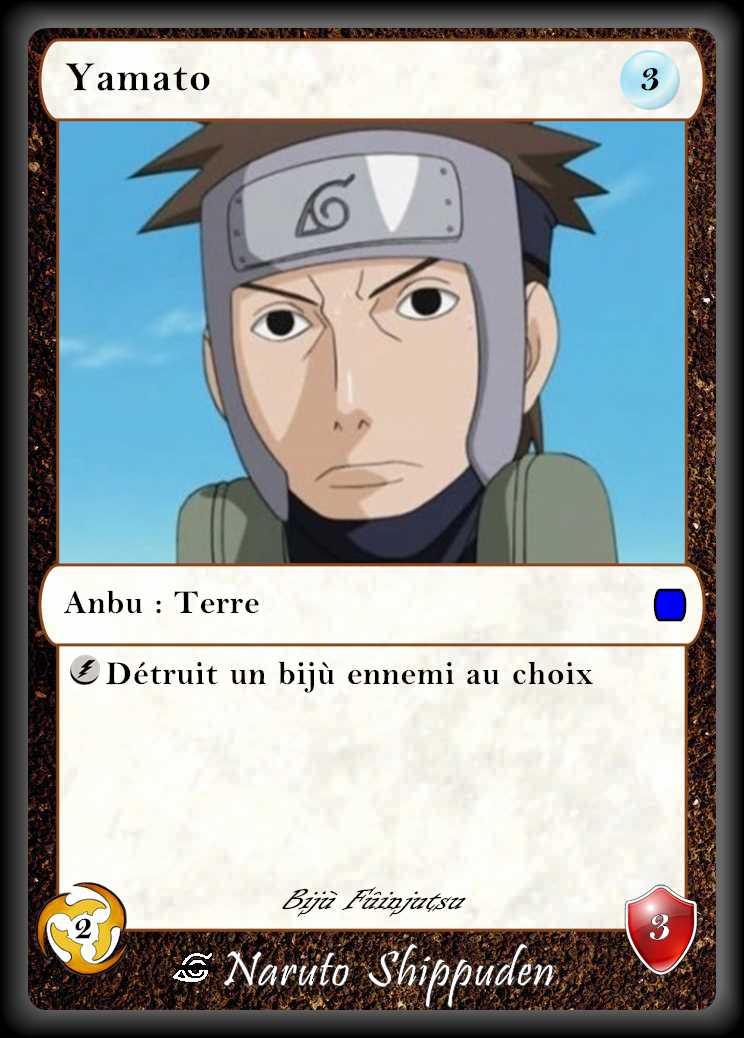 Yamato
3
Anbu : Terre
Détruit un bijù ennemi au choix
Bijù Fûinjutsu
2
3
Naruto Shippuden